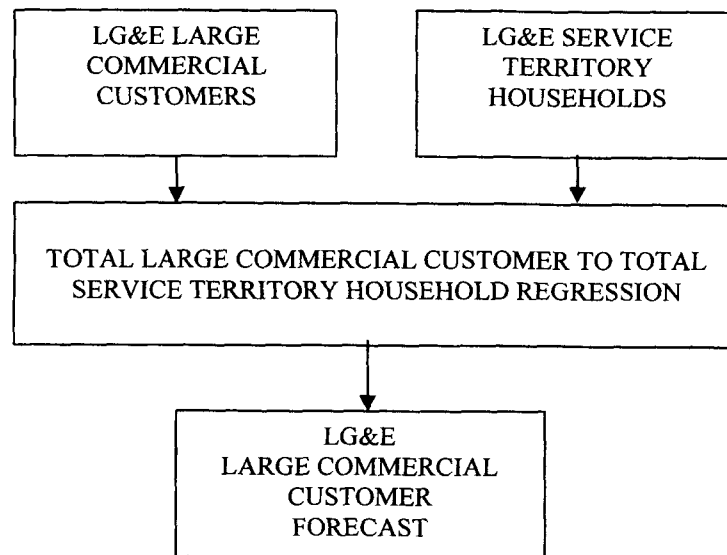 LG&E LARGE
COMMERCIAL
CUSTOMERS
LG&E SERVICE
TERRITORY
HOUSEHOLDS
TOTAL LARGE COMMERCIAL CUSTOMER TO TOTAL
SERVICE TERRITORY HOUSEHOLD REGRESSION
LG&E
LARGE COMMERCIAL
CUSTOMER
FORECAST